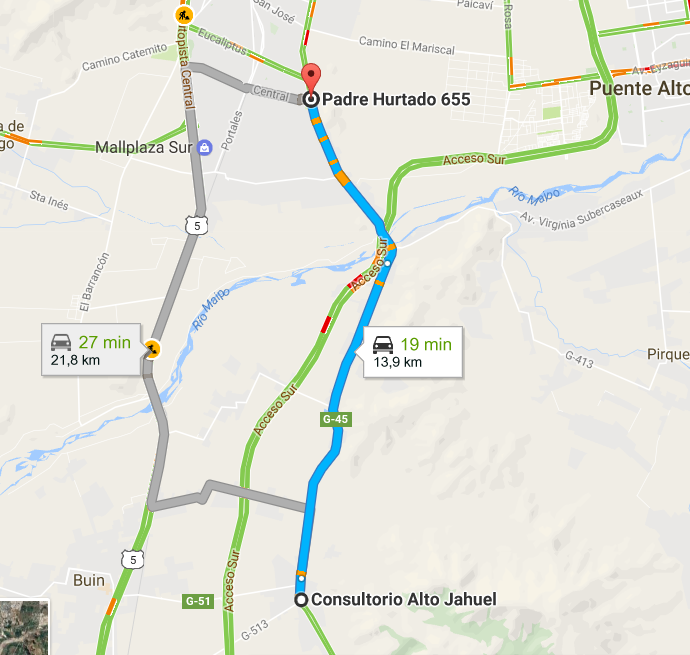 San José
Paicaví
Rosa
Eucaliptus
Camino Catemito
Autopista Central
Camino El Mariscal
Av. Eyzaguirre
Central
Padre Hurtado 655
Puente Alto
Portales
Mallplaza Sur
Acceso Sur
Sta Inés
Río Maipo
Av. Virginia Subercaseaux
5
El Barrancón
Acceso Sur
Río Maipo
27 min
21,8 km
19 min
13,9 km
G-413
Pirque
Acceso Sur
G-45
5
Buin
Acceso Sur
G-51
Consultorio Alto Jahuel
G-513